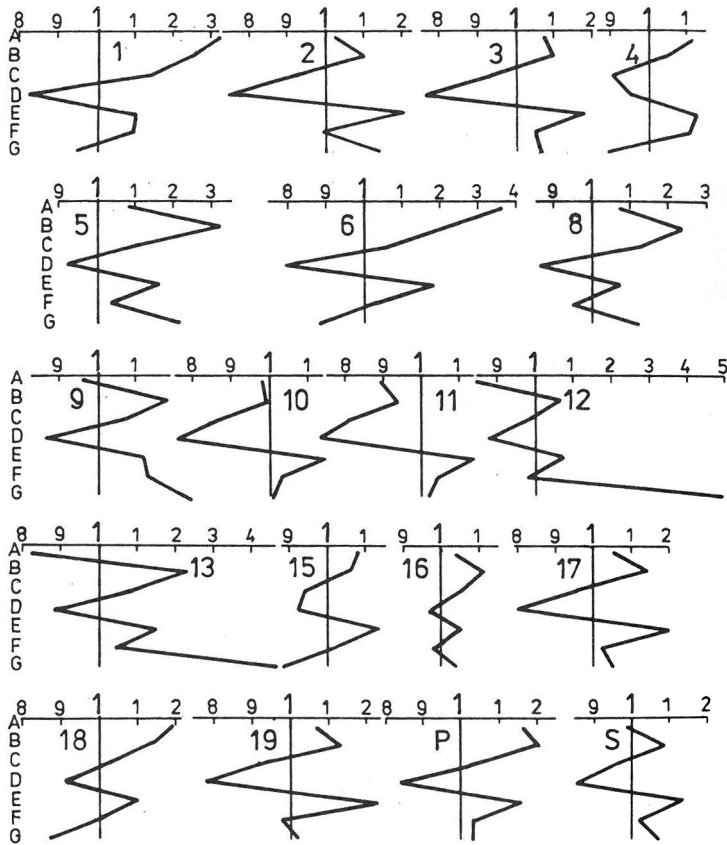 8 9 1 1 2 3 8 9 1 1 2 8 9 1 1 2 9 1 1
A
B 1 2 3 4
C
D
E
F
G
9 1 1 2 3 8 9 1 1 2 3 4 9 1 1 2 3
A
B 5 6 8
C
D
E
F
G
9 1 1 8 9 1 1 8 9 1 1 9 1 1 2 3 4 5
A
B 9 10 11 12
C
D
E
F
G
8 9 1 1 2 3 4 9 1 1 9 1 1 8 9 1 1 2
A
B 13 15 16 17
C
D
E
F
G
8 9 1 1 2 8 9 1 1 2 8 9 1 1 2 9 1 1 2
A
B 18 19 P S
C
D
E
F
G